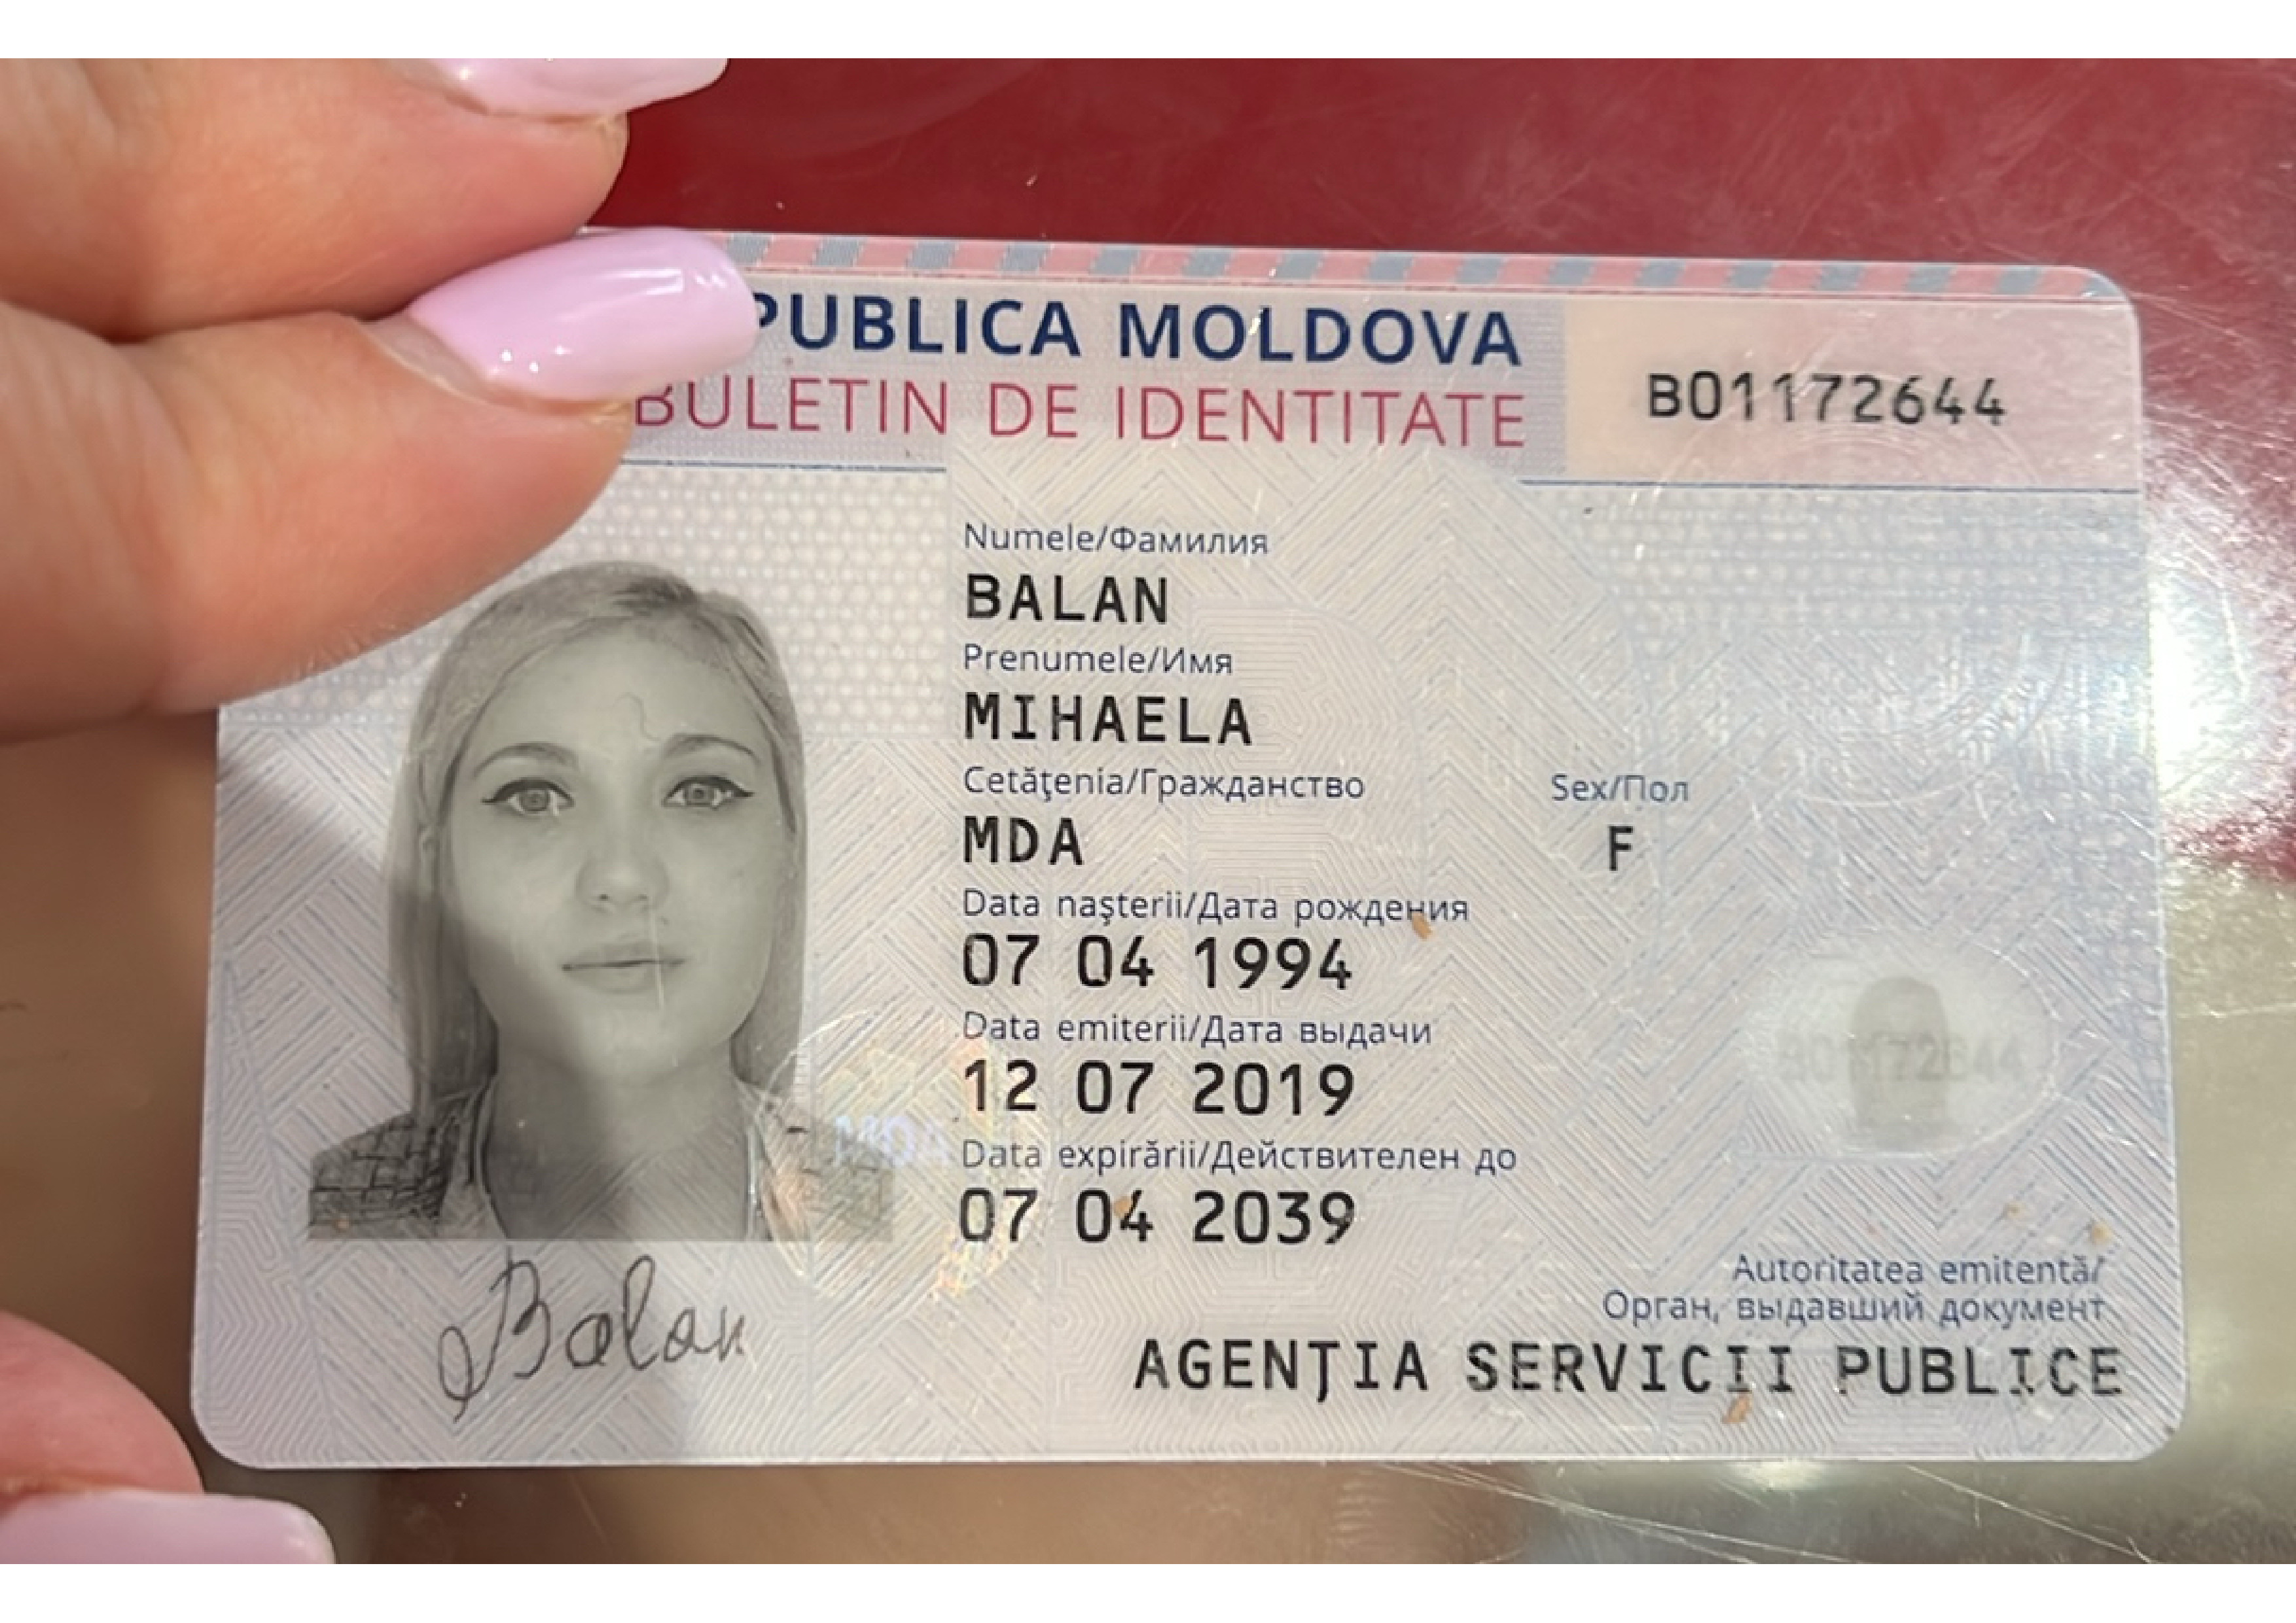 PUBLICA MOLDOVA
BULETIN DE IDENTITATE
B01172644
Numele/Фамилия
BALAN
Prenumele/Имя
MIHAELA
Cetăţenia/Гражданство
MDA
Sex/Пол
F
Data naşterii/Дата рождения
07 04 1994
Data emiterii/Дата выдачи
12 07 2019
Data expirării/Действителен до
07 04 2039
MDA
Balan
B01172644
Autoritatea emitentă/
Орган, выдавший документ
AGENŢIA SERVICII PUBLICE